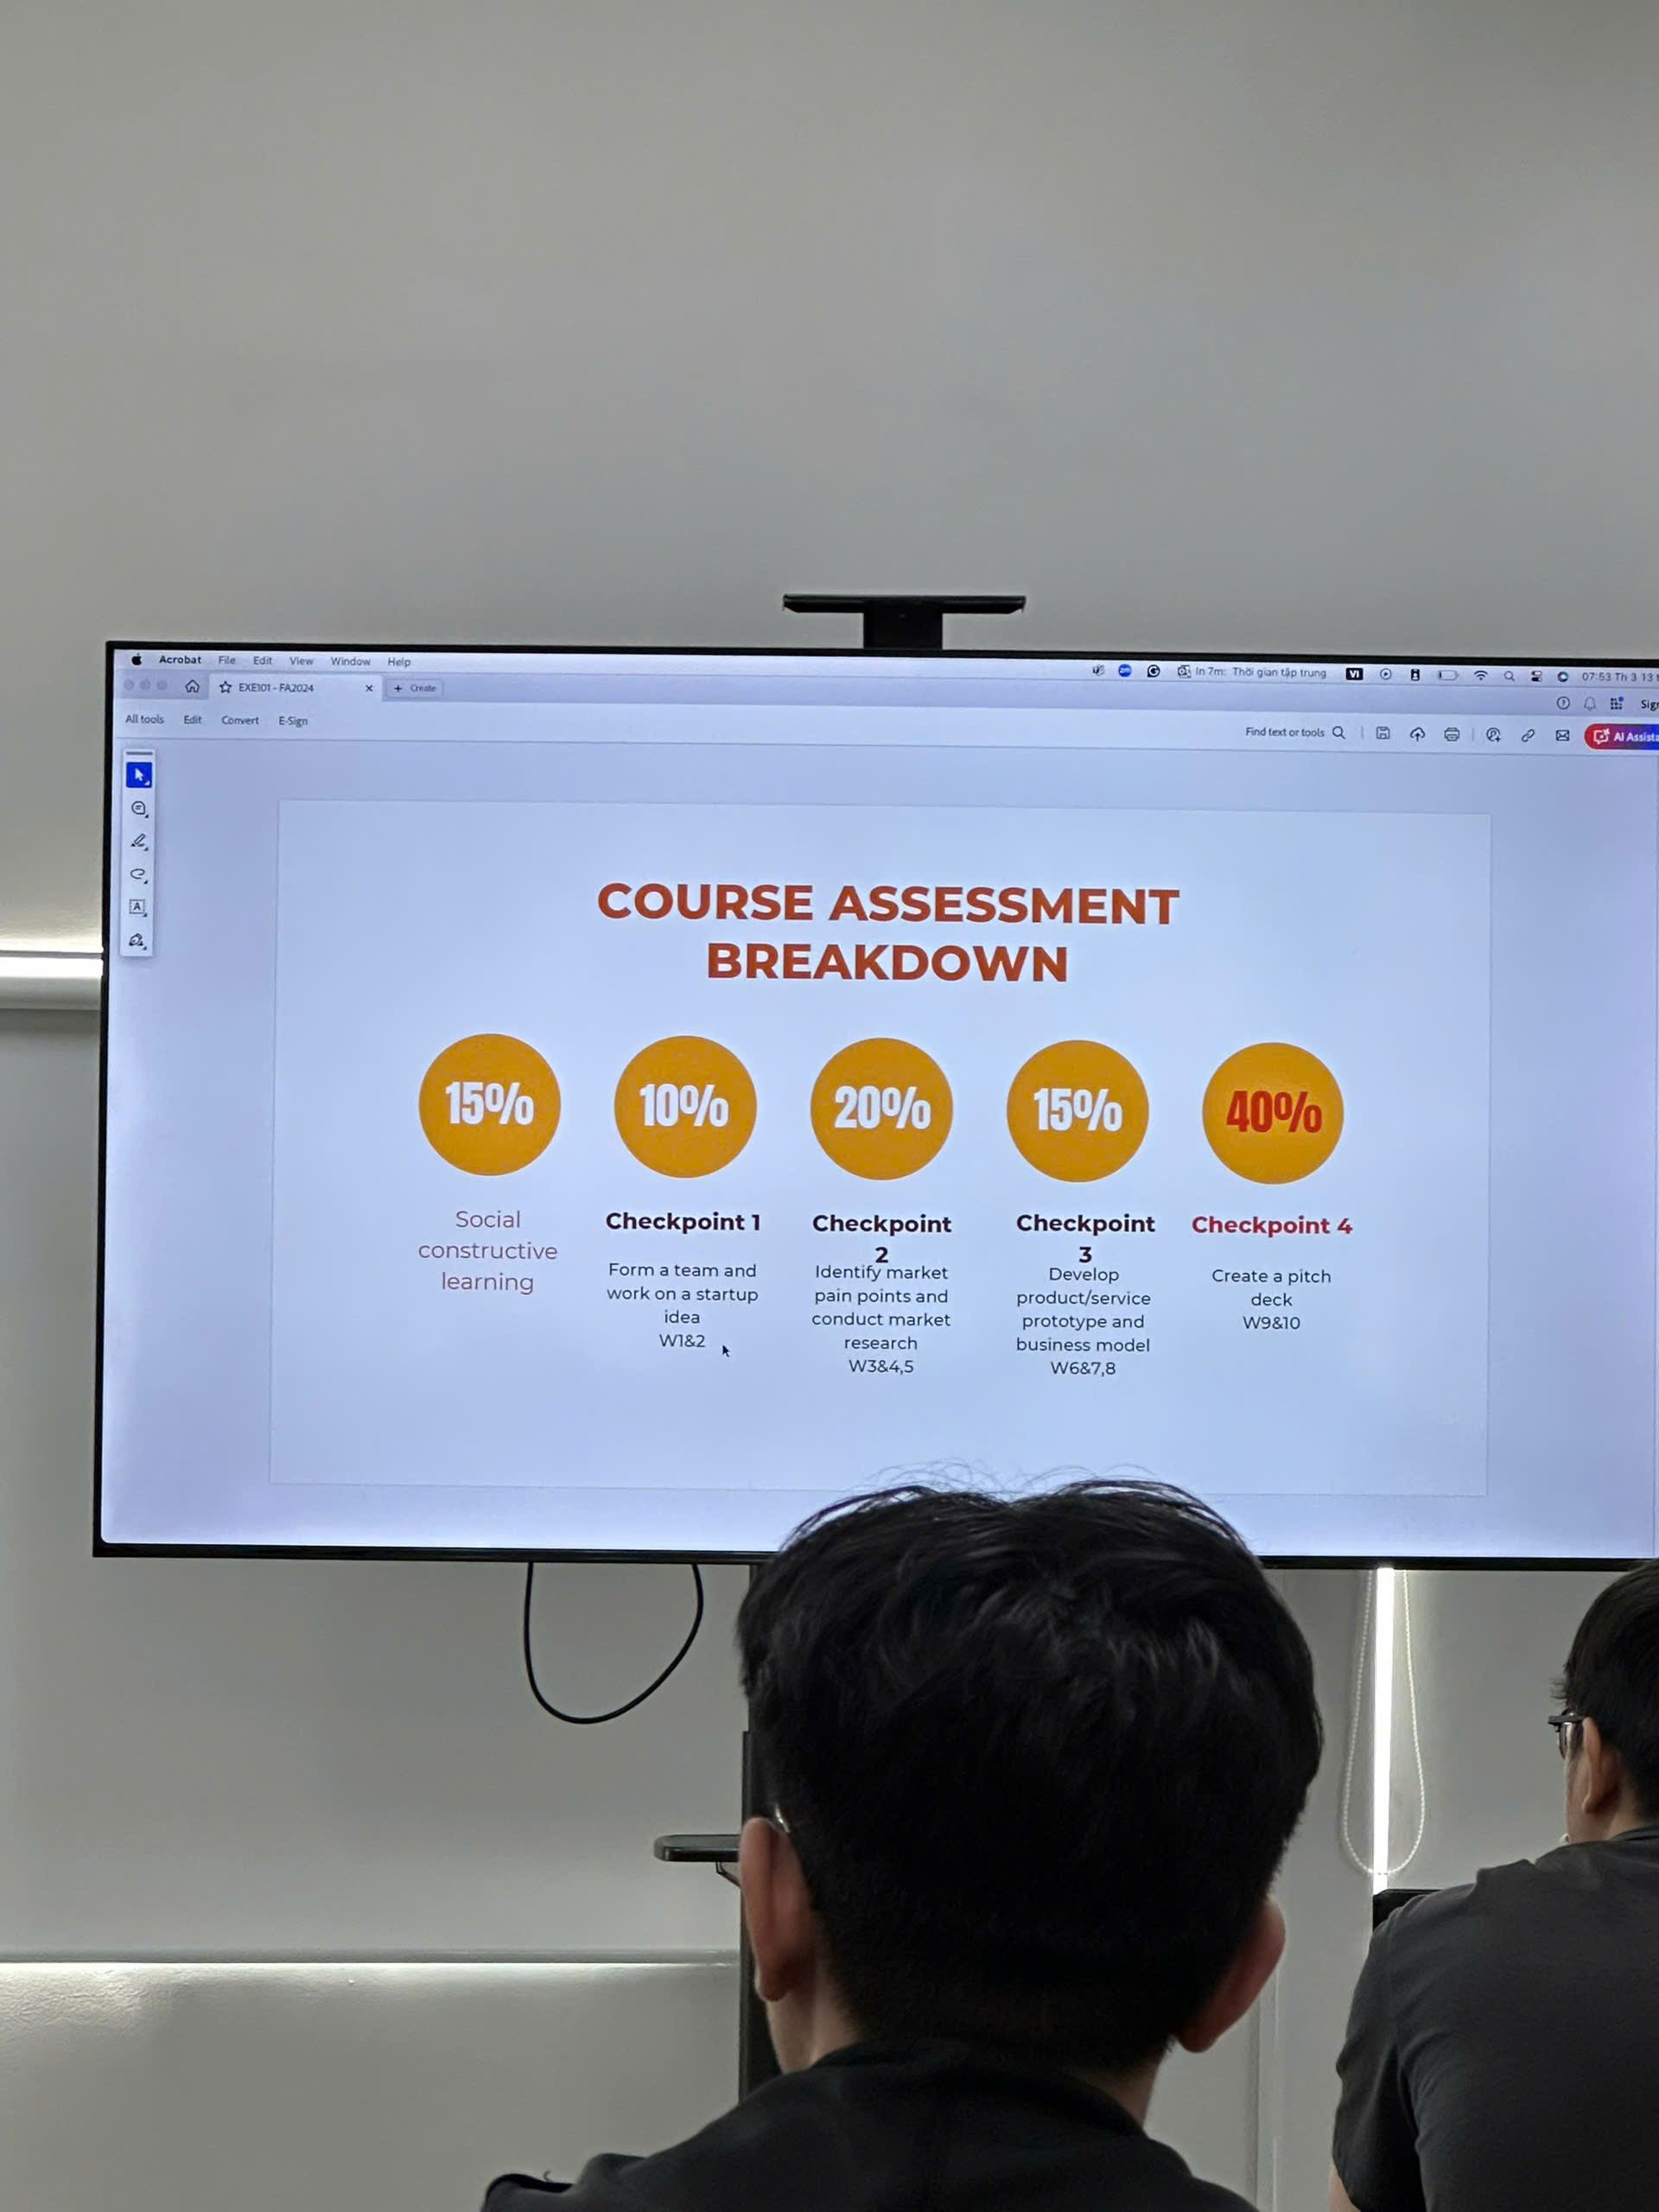 Acrobat File Edit View Window Help
In 7m: Thời gian tập trung VI 07:53 Th 3 13
EXE101 - FA2024 × + Create
All tools Edit Convert E-Sign
Find text or tools
AI
COURSE ASSESSMENT
BREAKDOWN
15% 10% 20% 15% 40%
Social
constructive
learning
Checkpoint 1
Form a team and
work on a startup
idea
W1&2
Checkpoint
2
Identify market
pain points and
conduct market
research
W3&4,5
Checkpoint
3
Develop
product/service
prototype and
business model
W6&7,8
Checkpoint 4
Create a pitch
deck
W9&10